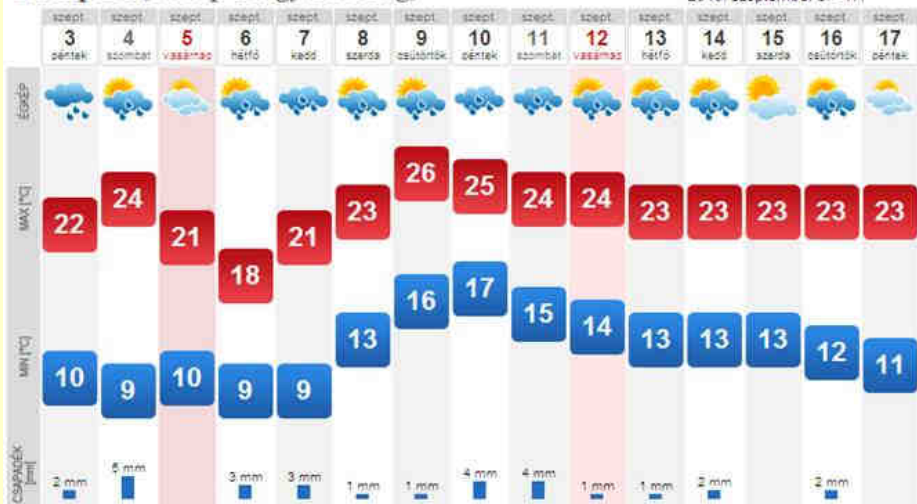 szept. szept. szept. szept. szept. szept. szept. szept. szept. szept. szept. szept. szept. szept. szept.
3 4 5 6 7 8 9 10 11 12 13 14 15 16 17
péntek szombat vasárnap hétfő kedd szerda csütörtök péntek szombat vasárnap hétfő kedd szerda csütörtök péntek
ÉGKÉP
MAX [°C]
22 24 21 18 21 23 26 25 24 24 23 23 23 23 23
MIN [°C]
10 9 10 9 9 13 16 17 15 14 13 13 13 12 11
CSAPADÉK [mm]
2 mm 5 mm 3 mm 3 mm 1 mm 1 mm 4 mm 4 mm 1 mm 1 mm 2 mm 2 mm